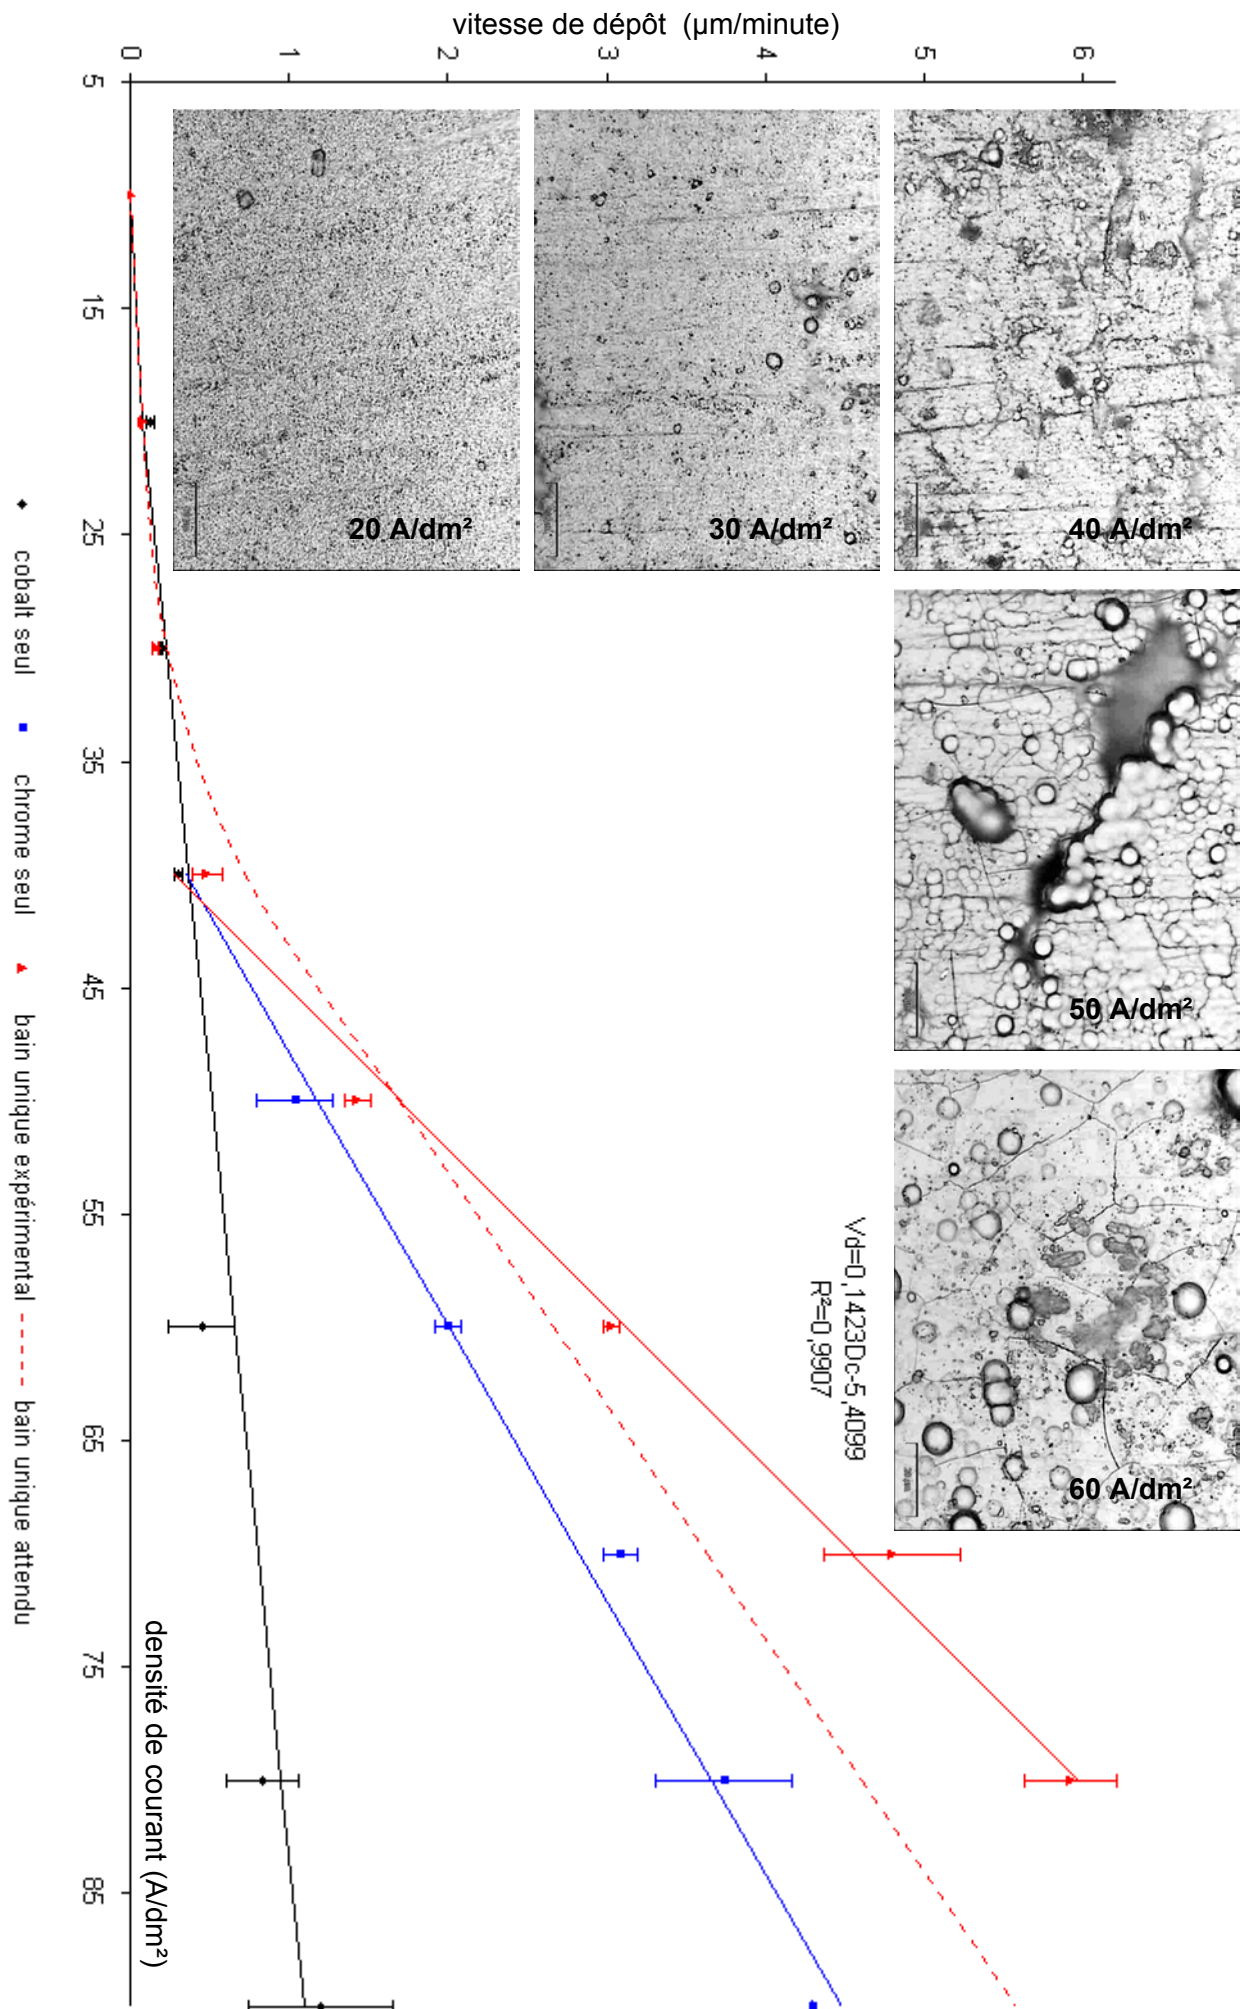 vitesse de dépôt (µm/minute)
0
1
2
3
4
5
6
5
15
25
35
45
55
65
75
85
20 A/dm²
30 A/dm²
40 A/dm²
50 A/dm²
60 A/dm²
20 µm
Vd=0,1423Dc-5,4099
R²=0,9907
densité de courant (A/dm²)
cobalt seul
chrome seul
bain unique expérimental
bain unique attendu